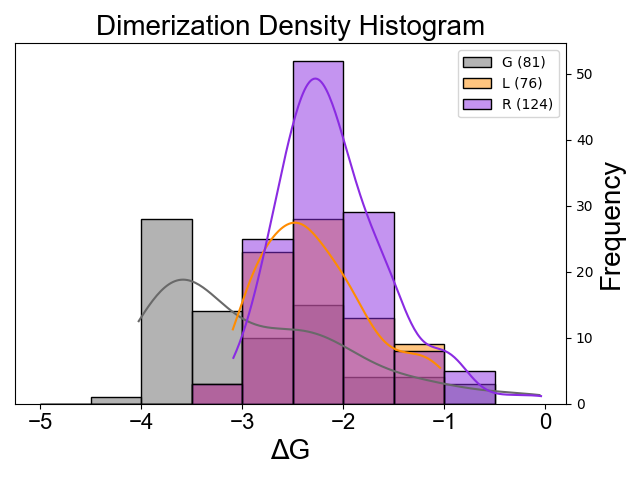 Dimerization Density Histogram
G (81)
L (76)
R (124)
50
40
30
20
10
0
Frequency
−5 −4 −3 −2 −1 0
ΔG